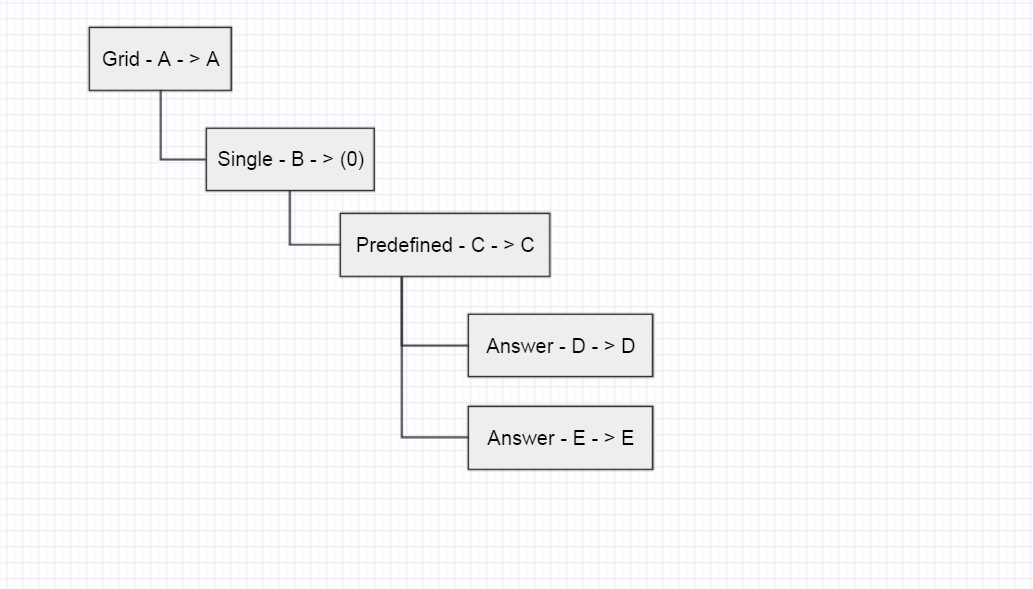 Grid - A - > A
Single - B - > (0)
Predefined - C - > C
Answer - D - > D
Answer - E - > E